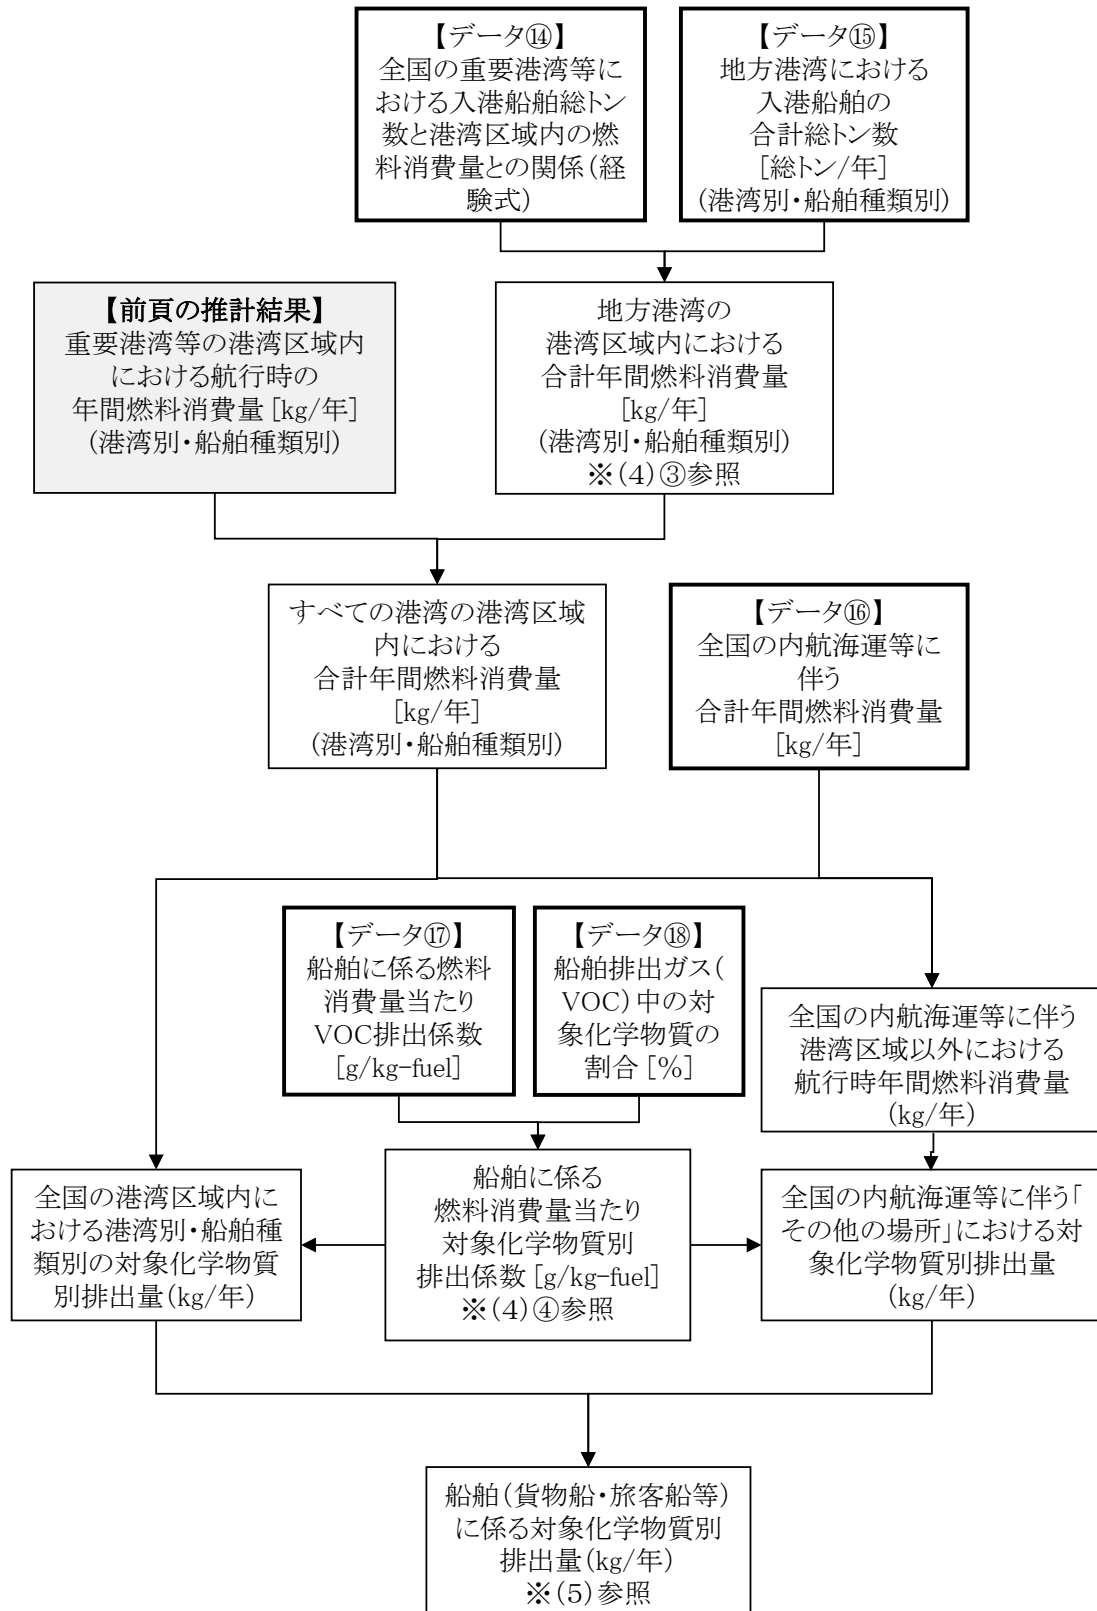 【データ⑭】
全国の重要港湾等に
おける入港船舶総トン
数と港湾区域内の燃
料消費量との関係(経
験式)
【データ⑮】
地方港湾における
入港船舶の
合計総トン数
[総トン/年]
(港湾別・船舶種類別)
【前頁の推計結果】
重要港湾等の港湾区域内
における航行時の
年間燃料消費量[kg/年]
(港湾別・船舶種類別)
地方港湾の
港湾区域内における
合計年間燃料消費量
[kg/年]
(港湾別・船舶種類別)
※(4)③参照
すべての港湾の港湾区域
内における
合計年間燃料消費量
[kg/年]
(港湾別・船舶種類別)
【データ⑯】
全国の内航海運等に
伴う
合計年間燃料消費量
[kg/年]
【データ⑰】
船舶に係る燃料
消費量当たり
VOC排出係数
[g/kg-fuel]
【データ⑱】
船舶排出ガス(
VOC)中の対
象化学物質の
割合[%]
全国の内航海運等に伴う
港湾区域以外における
航行時年間燃料消費量
(kg/年)
全国の港湾区域内に
おける港湾別・船舶種
類別の対象化学物質
別排出量(kg/年)
船舶に係る
燃料消費量当たり
対象化学物質別
排出係数[g/kg-fuel]
※(4)④参照
全国の内航海運等に伴う「
その他の場所」における対
象化学物質別排出量
(kg/年)
船舶(貨物船・旅客船等)
に係る対象化学物質別
排出量(kg/年)
※(5)参照